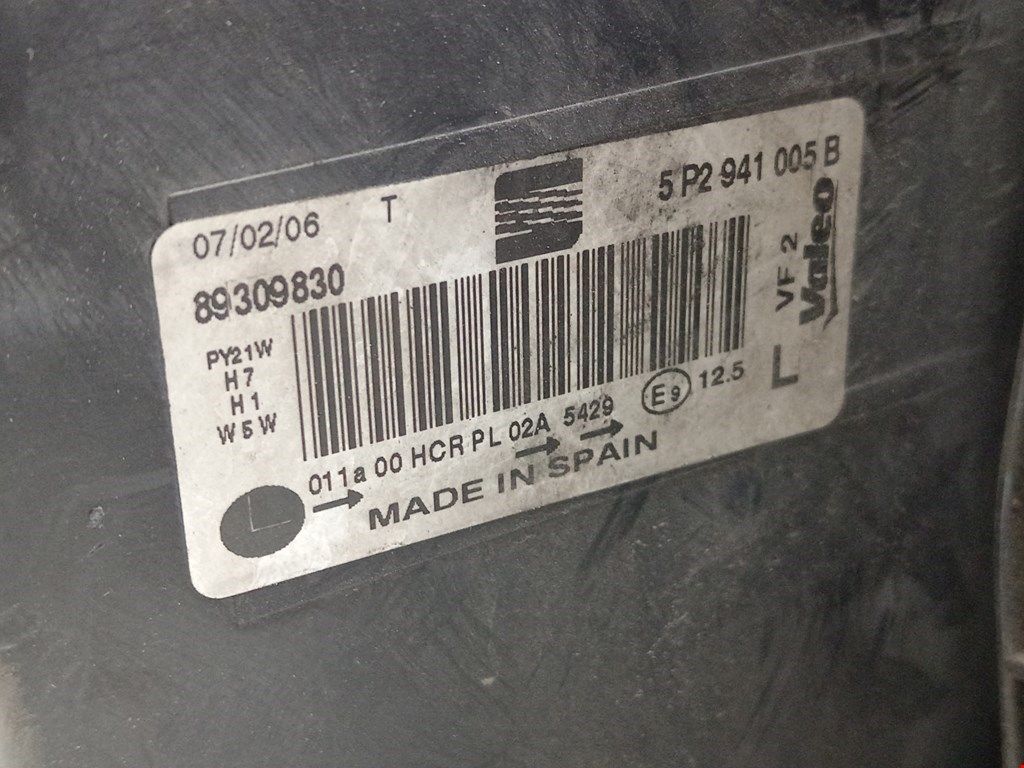 07/02/06 T 5 P2 941 005 B
89309830
PY21W
H7
H1
W5W
VF 2
Valeo
L
011a 00 HCR PL 02A 5429 E9 12.5
MADE IN SPAIN
L